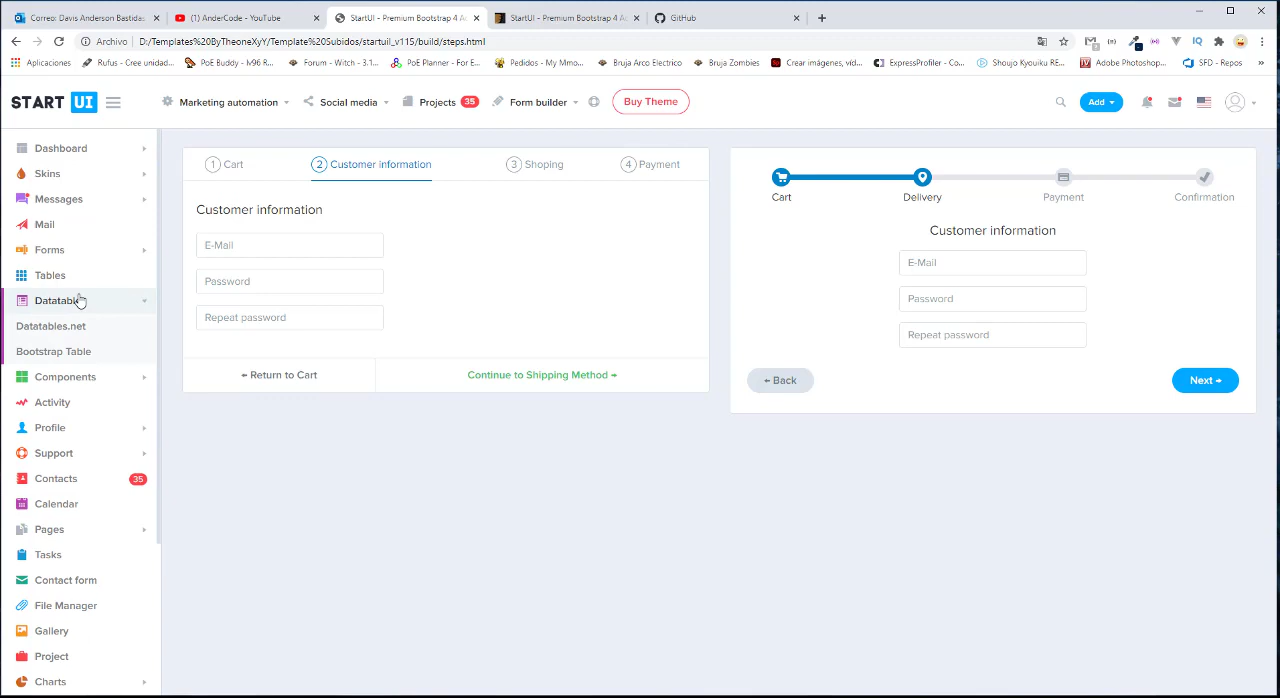 Correo: Davis Anderson Bastidas
(1) AnderCode - YouTube
StartUI - Premium Bootstrap 4 Ad
StartUI - Premium Bootstrap 4 Ad
GitHub
Archivo | D:/Templates%20ByTheoneXyY/Template%20Subidos/startuil_v115/build/steps.html
Aplicaciones
Rufus - Cree unidad...
PoE Buddy - lv96 R...
Forum - Witch - 3.1...
PoE Planner - For E...
Pedidos - My Mmo...
Bruja Arco Electrico
Bruja Zombies
Crear imágenes, víd...
ExpressProfiler - Co...
Shoujo Kyouiku RE...
Adobe Photoshop...
SFD - Repos
START UI
Marketing automation
Social media
Projects 35
Form builder
Buy Theme
Add
Dashboard
Skins
Messages
Mail
Forms
Tables
Datatables.net
Bootstrap Table
Components
Activity
Profile
Support
Contacts 35
Calendar
Pages
Tasks
Contact form
File Manager
Gallery
Project
Charts
1 Cart
2 Customer information
3 Shoping
4 Payment
Customer information
E-Mail
Password
Repeat password
← Return to Cart
Continue to Shipping Method →
Cart
Delivery
Payment
Confirmation
Customer information
E-Mail
Password
Repeat password
← Back
Next →